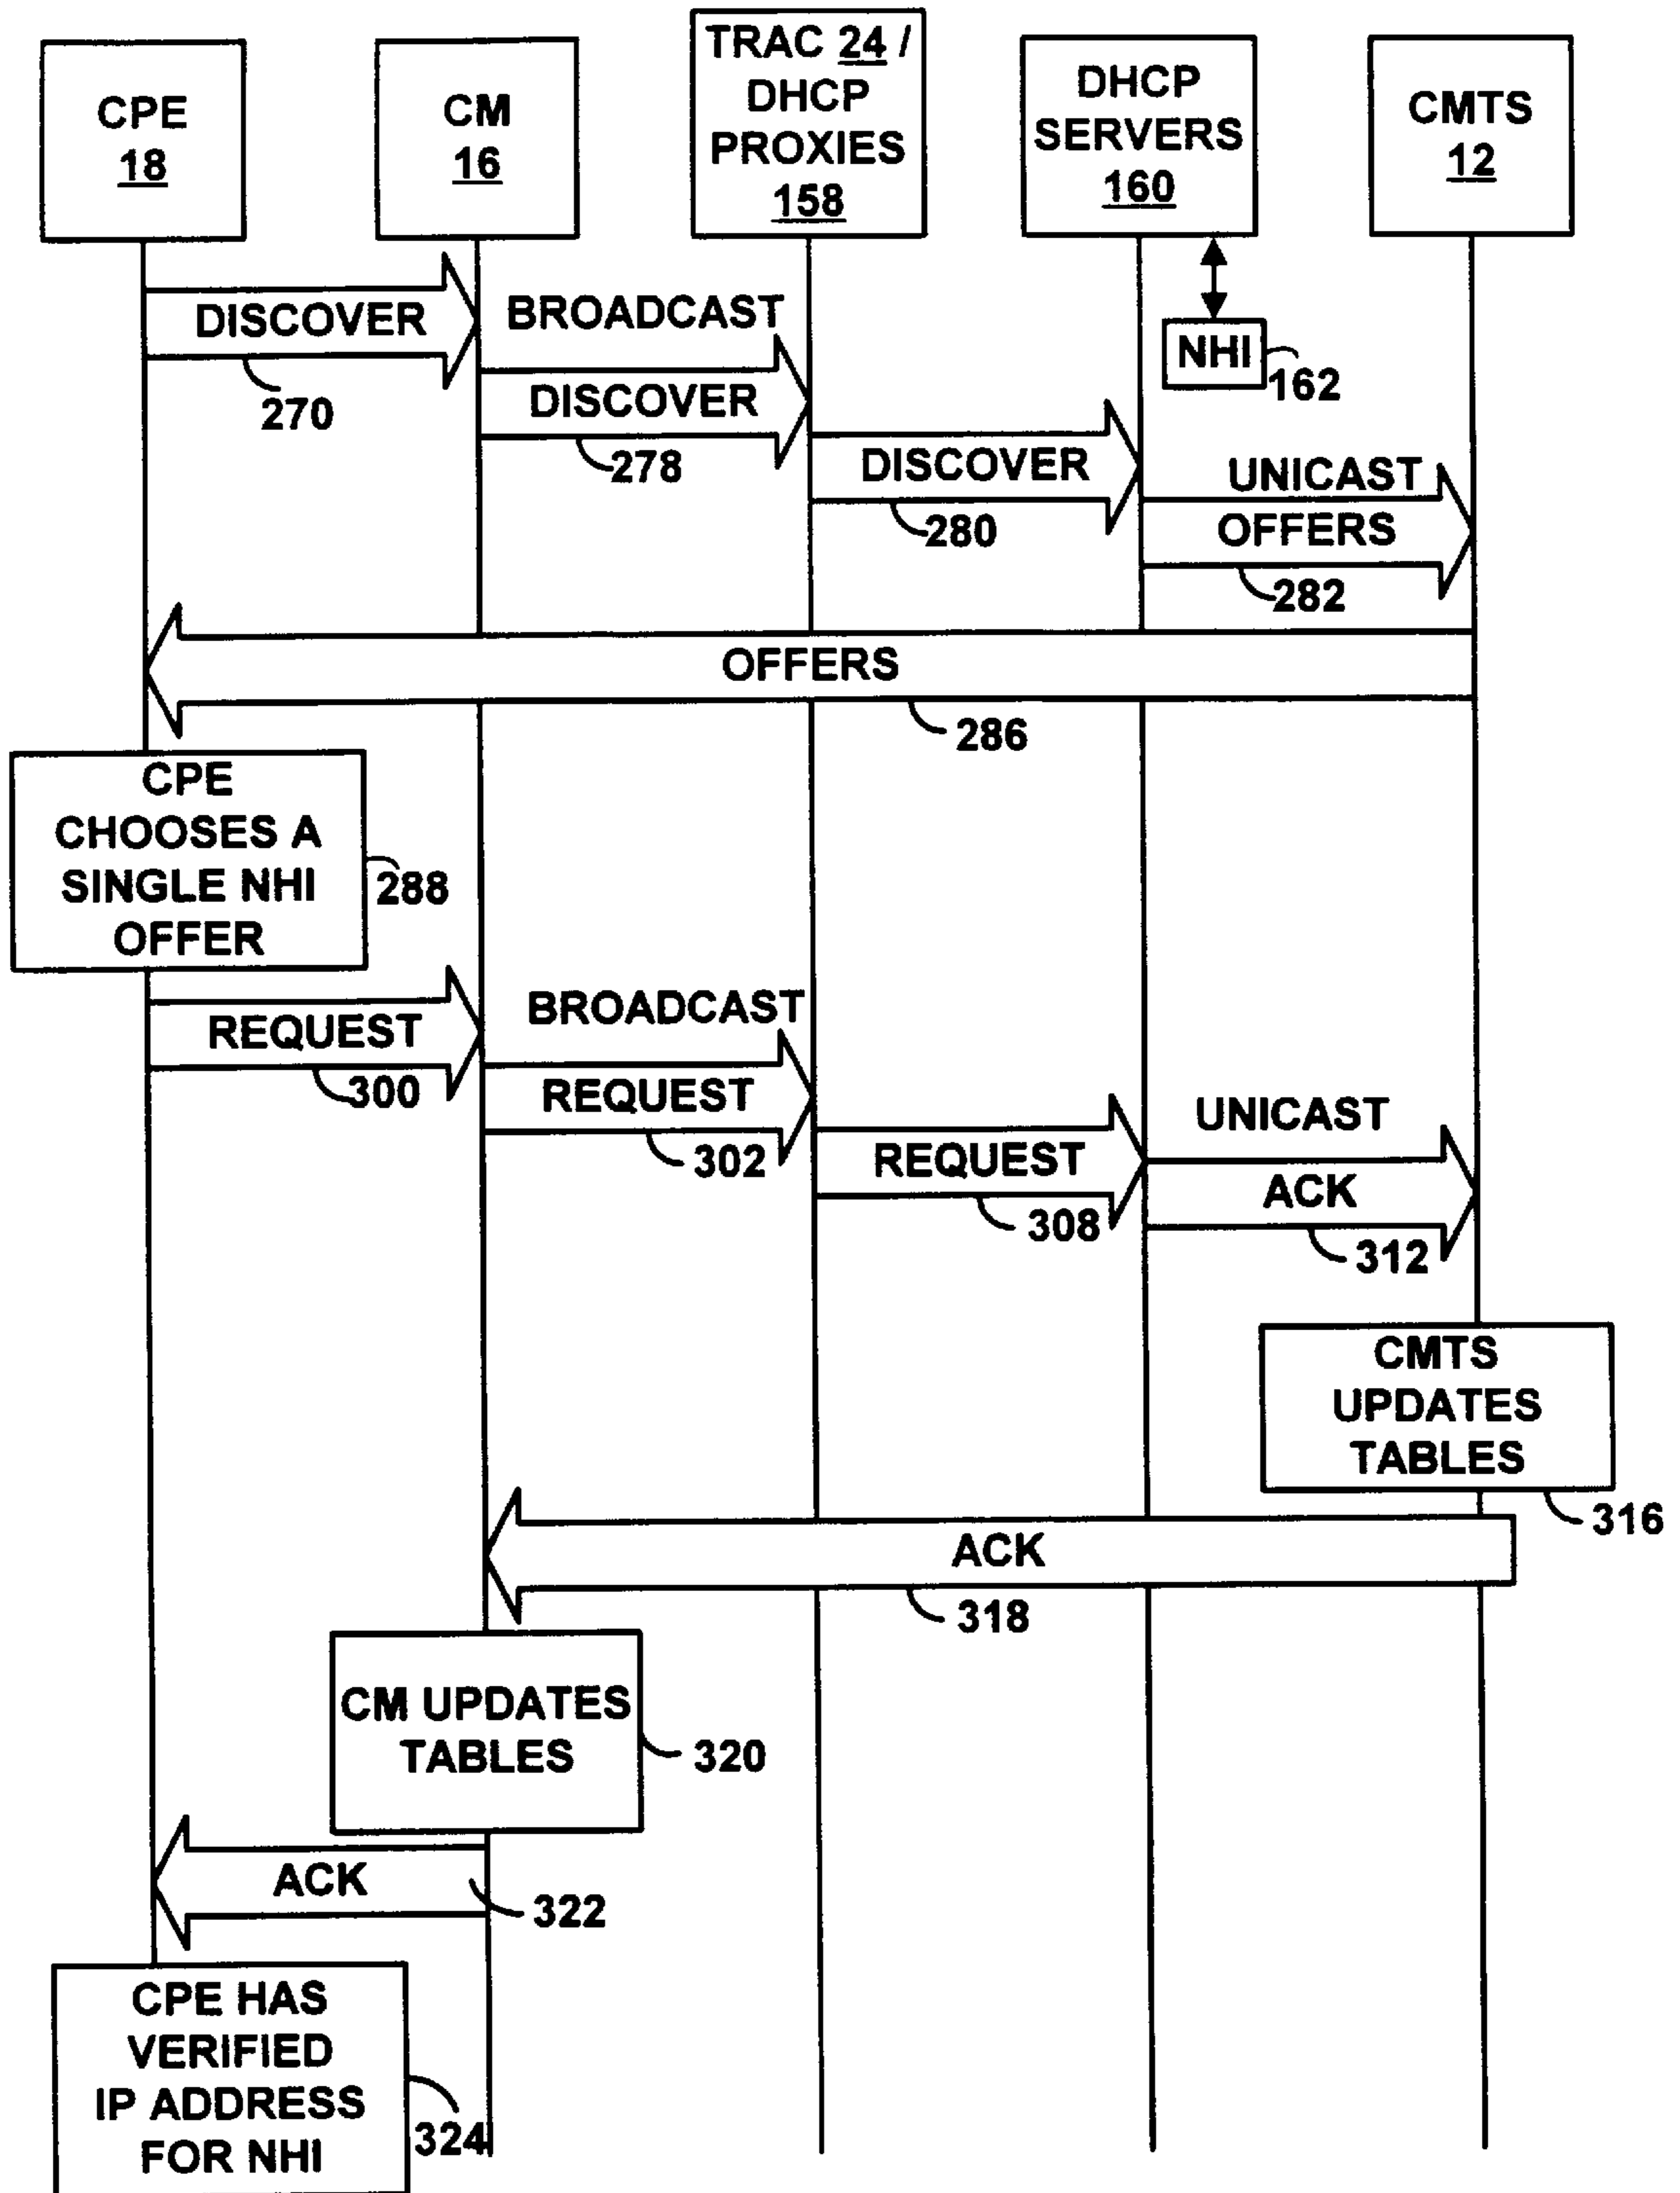 CPE
18
CM
16
TRAC 24 /
DHCP
PROXIES
158
DHCP
SERVERS
160
CMTS
12
DISCOVER
270
BROADCAST
DISCOVER
278
NHI
162
DISCOVER
280
UNICAST
OFFERS
282
OFFERS
286
CPE
CHOOSES A
SINGLE NHI
OFFER
288
REQUEST
300
BROADCAST
REQUEST
302
REQUEST
308
UNICAST
ACK
312
CMTS
UPDATES
TABLES
316
ACK
318
CM UPDATES
TABLES
320
ACK
322
CPE HAS
VERIFIED
IP ADDRESS
FOR NHI
324